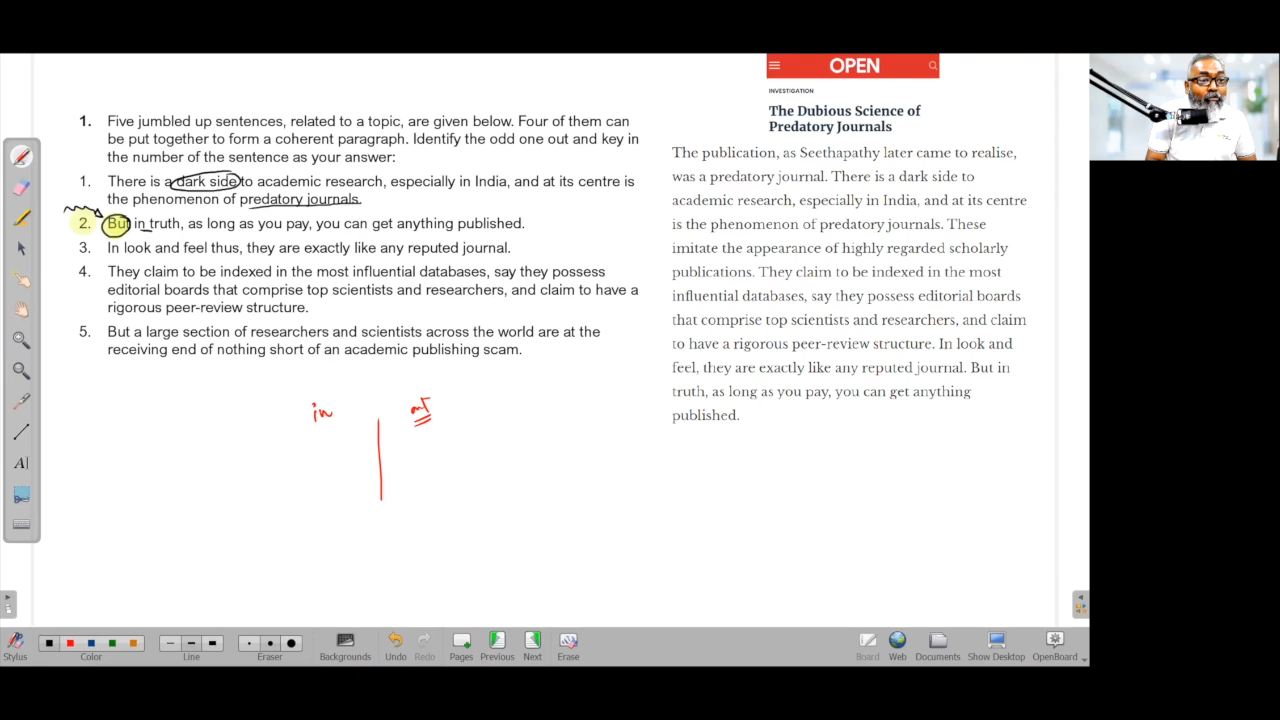 1. Five jumbled up sentences, related to a topic, are given below. Four of them can
be put together to form a coherent paragraph. Identify the odd one out and key in
the number of the sentence as your answer:
1. There is a dark side to academic research, especially in India, and at its centre is
the phenomenon of predatory journals.
2. But in truth, as long as you pay, you can get anything published.
3. In look and feel thus, they are exactly like any reputed journal.
4. They claim to be indexed in the most influential databases, say they possess
editorial boards that comprise top scientists and researchers, and claim to have a
rigorous peer-review structure.
5. But a large section of researchers and scientists across the world are at the
receiving end of nothing short of an academic publishing scam.
in out
OPEN
INVESTIGATION
The Dubious Science of
Predatory Journals
The publication, as Seethapathy later came to realise,
was a predatory journal. There is a dark side to
academic research, especially in India, and at its centre
is the phenomenon of predatory journals. These
imitate the appearance of highly regarded scholarly
publications. They claim to be indexed in the most
influential databases, say they possess editorial boards
that comprise top scientists and researchers, and claim
to have a rigorous peer-review structure. In look and
feel, they are exactly like any reputed journal. But in
truth, as long as you pay, you can get anything
published.
Stylus Color Line Eraser Backgrounds Undo Redo Pages Previous Next Erase Board Web Documents Show Desktop OpenBoard